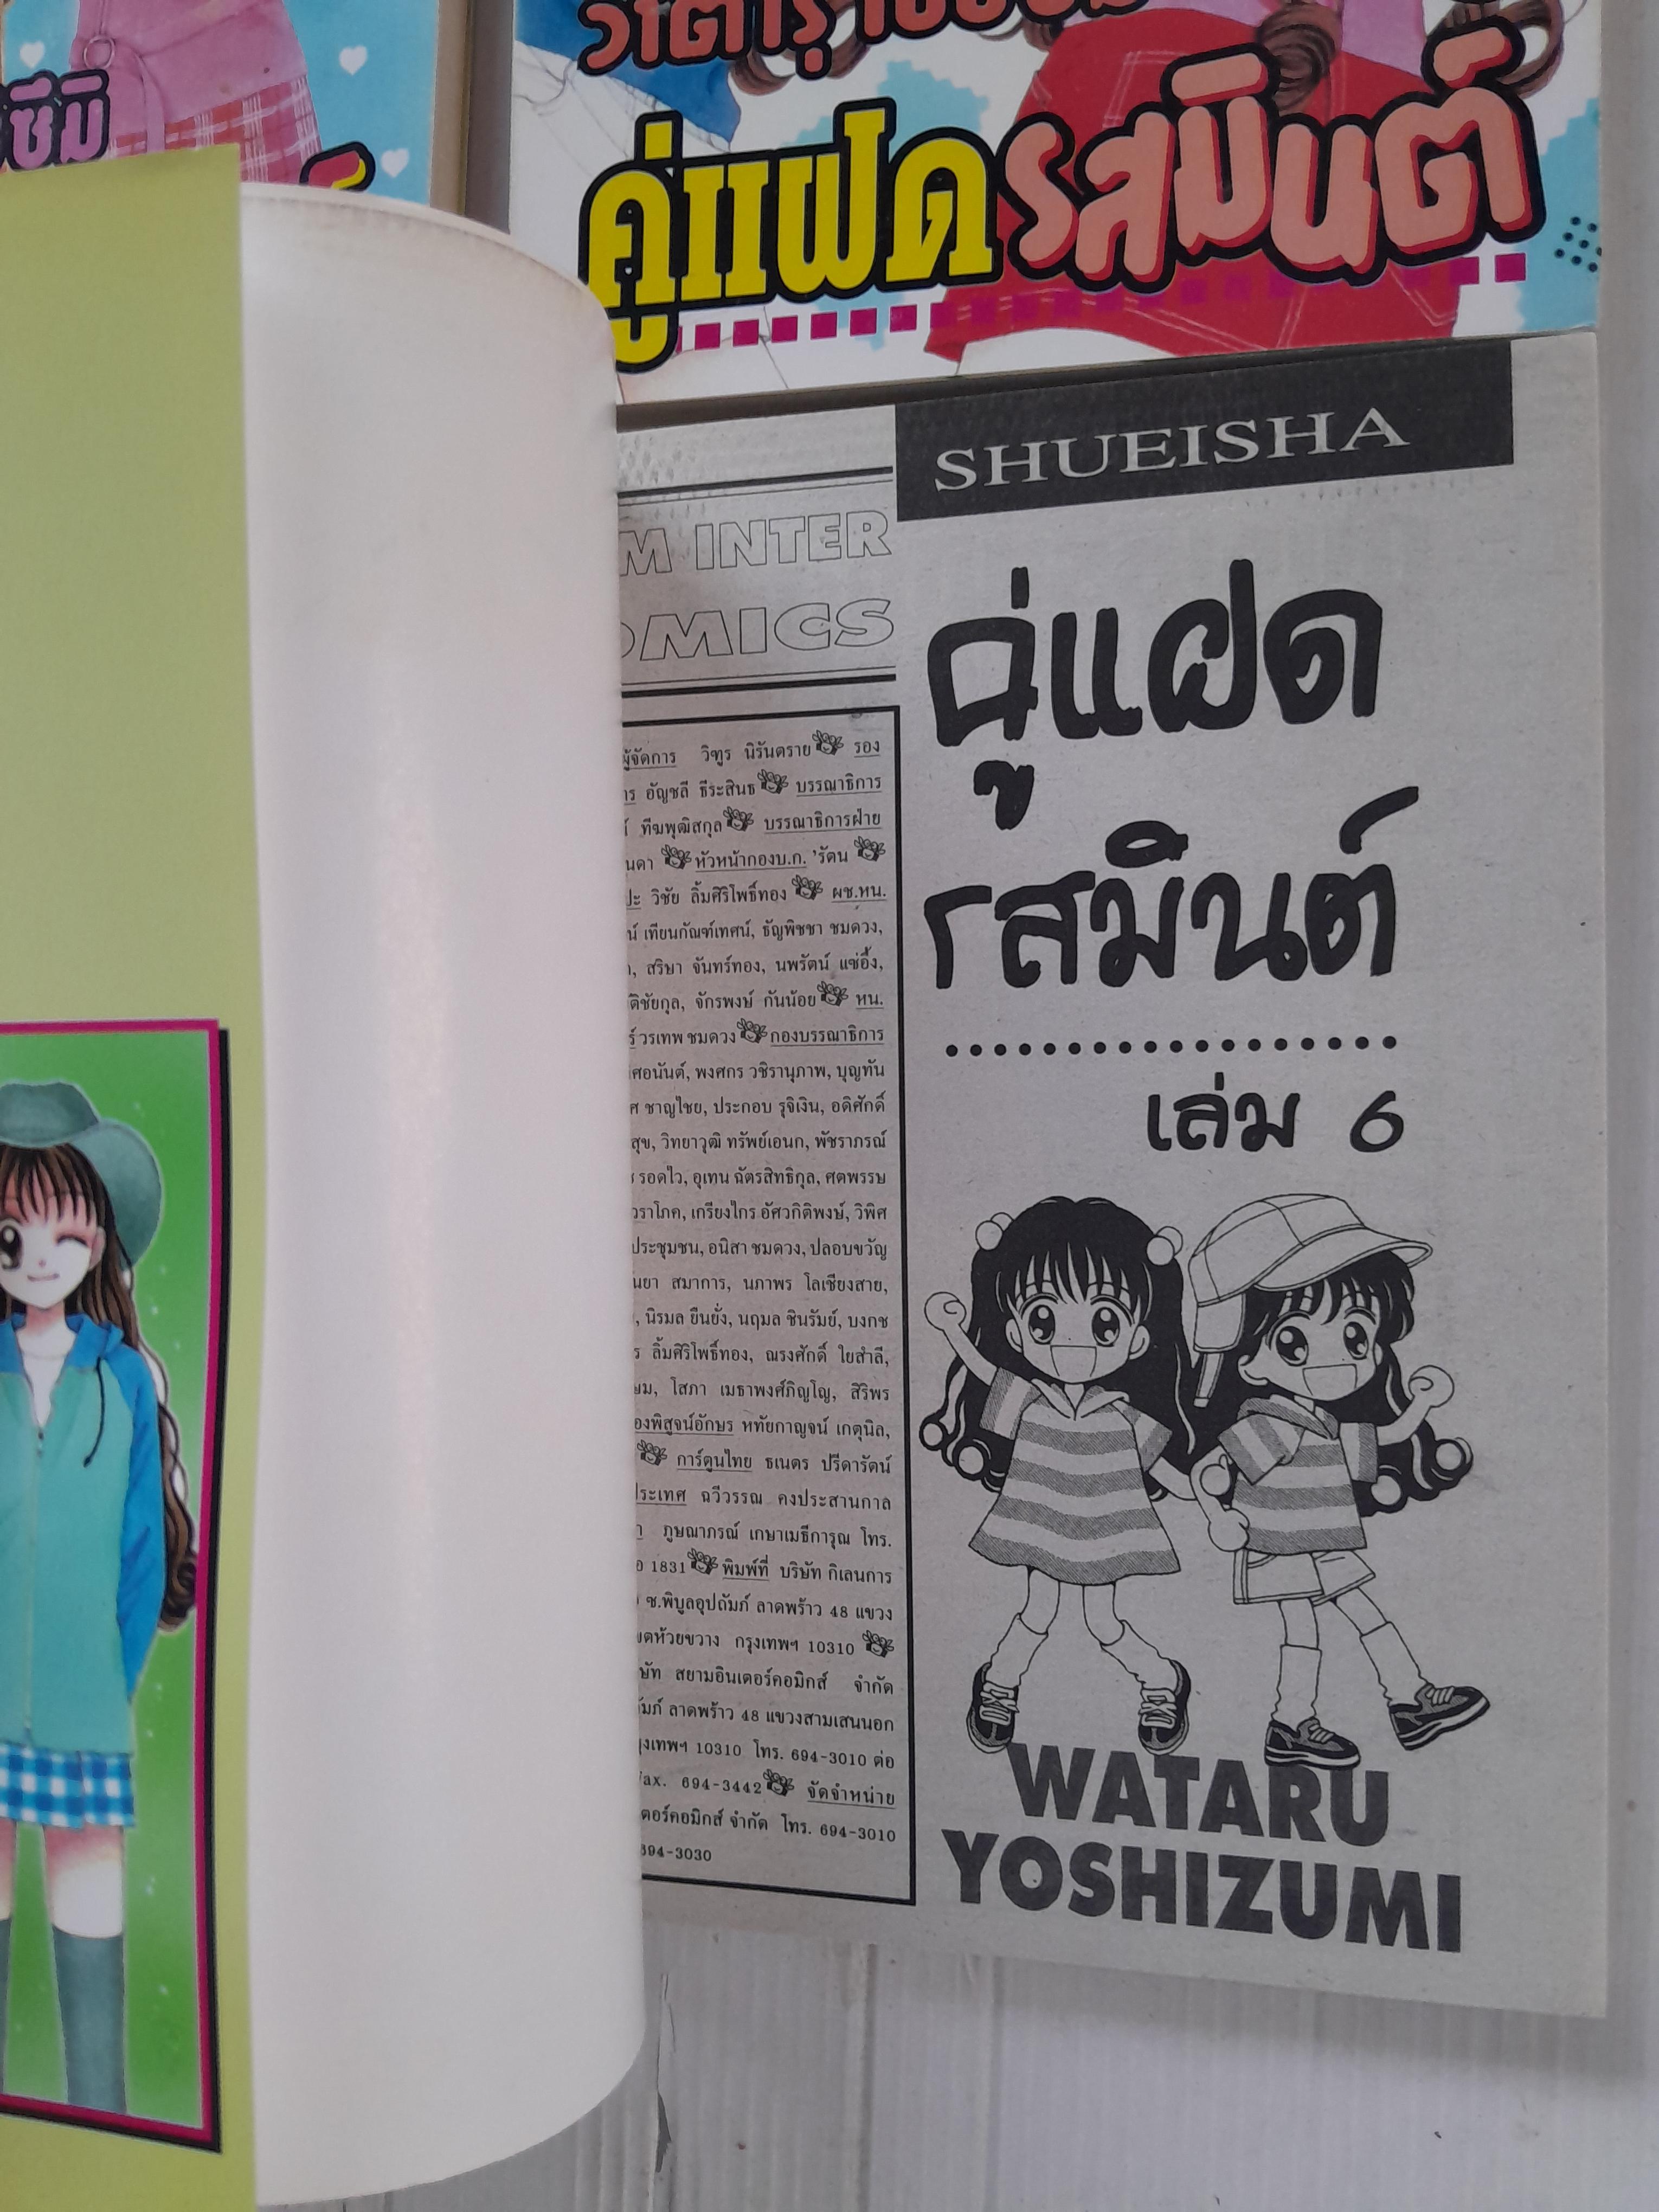 คู่แฝดรสมินต์
SHUEISHA
INTER
คู่แฝด
รสมินต์
เล่ม 6
WATARU
YOSHIZUMI
ผู้จัดการ วิฑูร นิรันตราย รอง
อัญชลี ธีระสินธ บรรณาธิการ
ทีฆพุฒิสกุล บรรณาธิการฝ่าย
หัวหน้ากองบ.ก. 'รัตน
วิชัย ลิ้มศิริโพธิ์ทอง ผช.หน.
เทียนกัณฑ์เทศน์, ธัญพิชชา ชมดวง,
สริษา จันทร์ทอง, นพรัตน์ แซ่อึ้ง,
จักรพงษ์ กันน้อย หน.
วรเทพ ชมดวง กองบรรณาธิการ
พงศกร วชิรานุภาพ, บุญทัน
ชาญไชย, ประกอบ รุจิเงิน, อดิศักดิ์
สุข, วิทยาวุฒิ ทรัพย์เอนก, พัชราภรณ์
รอดไว, อุเทน ฉัตรสิทธิกุล, ศตพรรษ
เกรียงไกร อัศวกิติพงษ์, วิพิศ
ประชุมชน, อนิสา ชมดวง, ปลอบขวัญ
สมาการ, นภาพร โลเชียงสาย,
นิรมล ยืนยั่ง, นฤมล ชินรัมย์, บงกช
ลิ้มศิริโพธิ์ทอง, ณรงศักดิ์ ใยสำลี,
โสภา เมธาพงศ์ภิญโญ, สิริพร
หทัยกาญจน์ เกตุนิล,
การ์ตูนไทย ธเนตร ปรีดารัตน์
ฉวีวรรณ คงประสานกาล
ภูษณาภรณ์ เกษาเมธีการุณ โทร.
1831 พิมพ์ที่ บริษัท กิเลนการ
ซ.พิบูลอุปถัมภ์ ลาดพร้าว 48 แขวง
ห้วยขวาง กรุงเทพฯ 10310
สยามอินเตอร์คอมิกส์ จำกัด
ลาดพร้าว 48 แขวงสามเสนนอก
10310 โทร. 694-3010 ต่อ
694-3442 จัดจำหน่าย
จำกัด โทร. 694-3010
694-3030